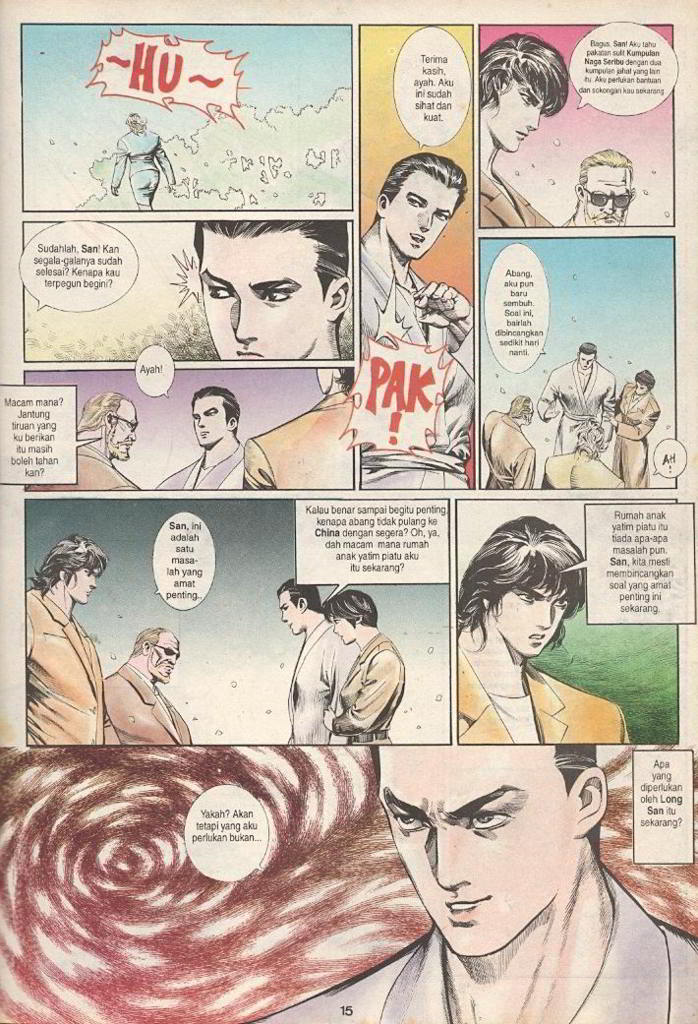 ~HU~
Terima
kasih,
ayah. Aku
ini sudah
sihat dan
kuat.
Bagus, San! Aku tahu
pakatan sulit Kumpulan
Naga Seribu dengan dua
kumpulan jahat yang lain
itu. Aku perlukan bantuan
dan sokongan kau sekarang.
Sudahlah, San! Kan
segala-galanya sudah
selesai? Kenapa kau
terpegun begini?
Abang,
aku pun
baru
sembuh.
Soal ini,
biarlah
dibincangkan
sedikit hari
nanti.
Ayah!
Macam mana?
Jantung
tiruan yang
ku berikan
itu masih
boleh tahan
kan?
PAK
!
AH
San, ini
adalah
satu
masa-
lah yang
amat
penting..
Kalau benar sampai begitu penting,
kenapa abang tidak pulang ke
China dengan segera? Oh, ya,
dah macam mana rumah
anak yatim piatu aku
itu sekarang?
Rumah anak
yatim piatu itu
tiada apa-apa
masalah pun.
San, kita mesti
membincangkan
soal yang amat
penting ini
sekarang.
Yakah? Akan
tetapi yang aku
perlukan bukan...
Apa
yang
diperlukan
oleh Long
San itu
sekarang?
15